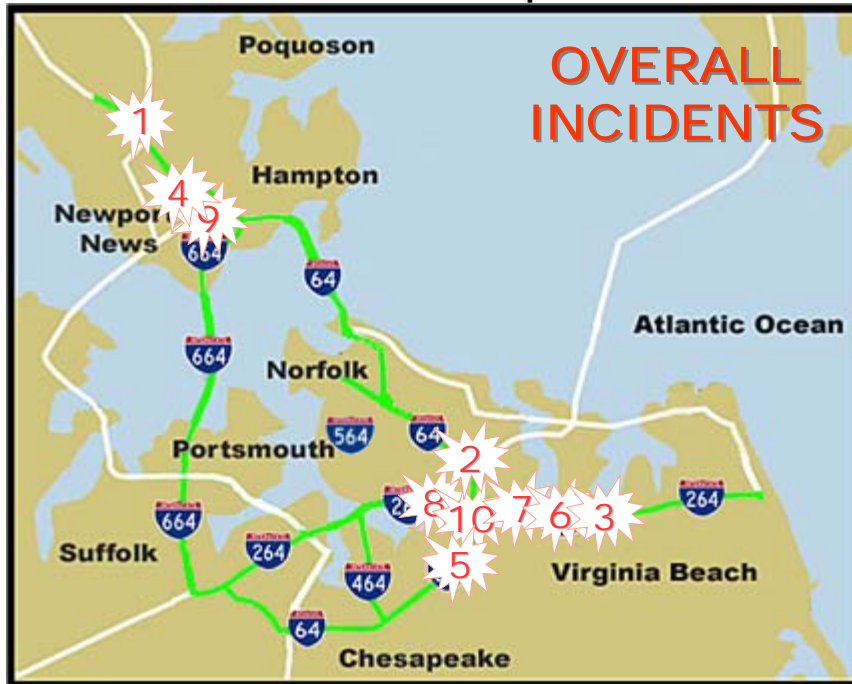 Poquoson
OVERALL
INCIDENTS
1
Hampton
4
9
Newport
News
664
64
Atlantic Ocean
664
Norfolk
564
64
Portsmouth
2
8
10
7
6
3
264
664
Suffolk
264
5
464
Virginia Beach
64
Chesapeake